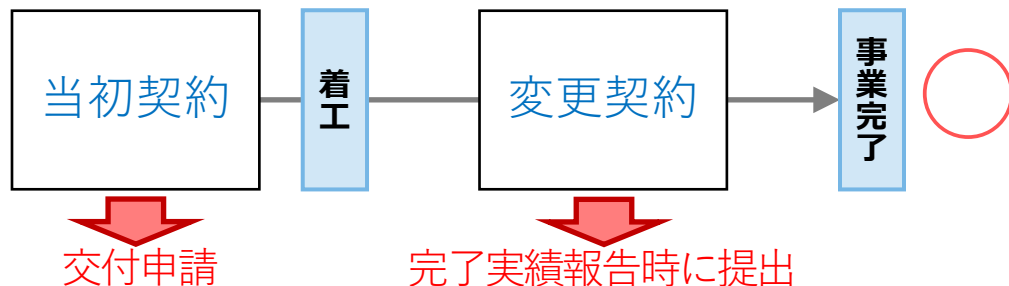 当初契約
着工
変更契約
事業完了
交付申請
完了実績報告時に提出